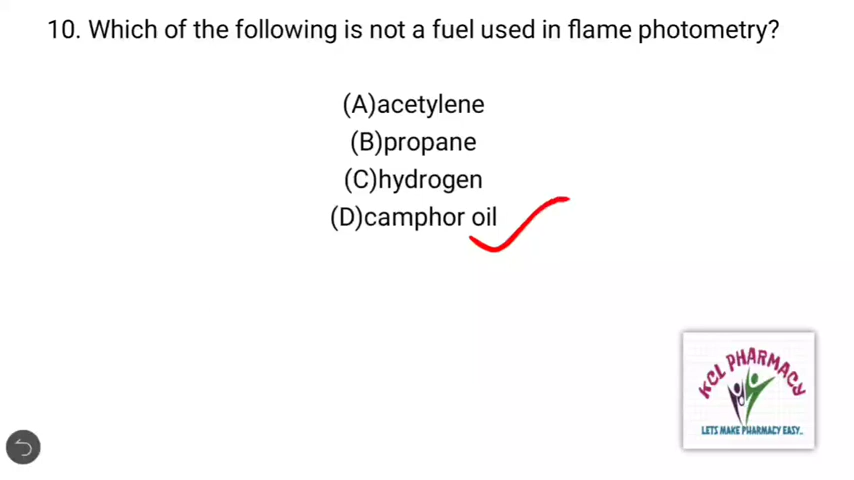 10. Which of the following is not a fuel used in flame photometry?
(A)acetylene
(B)propane
(C)hydrogen
(D)camphor oil
KCL PHARMACY
LETS MAKE PHARMACY EASY..